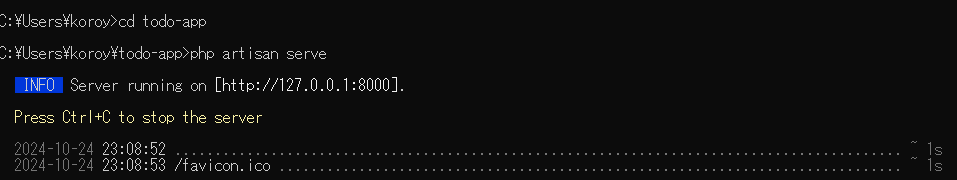 C:¥Users¥koroy>cd todo-app
C:¥Users¥koroy¥todo-app>php artisan serve
INFO Server running on [http://127.0.0.1:8000].
Press Ctrl+C to stop the server
2024-10-24 23:08:52 ........................................................................................... ~ 1s
2024-10-24 23:08:53 /favicon.ico .............................................................................. ~ 1s